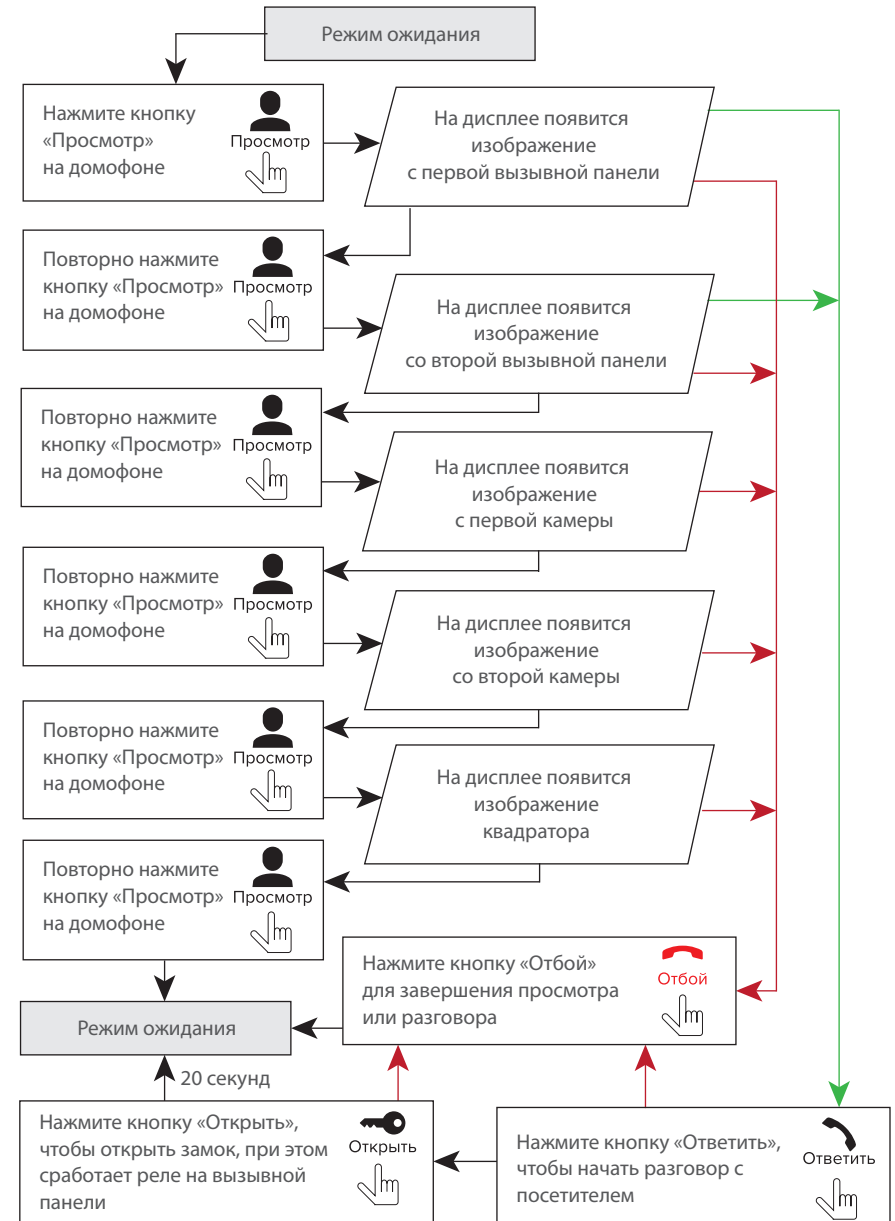 Режим ожидания
Нажмите кнопку
«Просмотр»
на домофоне
Просмотр
На дисплее появится
изображение
с первой вызывной панели
Повторно нажмите
кнопку «Просмотр»
на домофоне
Просмотр
На дисплее появится
изображение
со второй вызывной панели
Повторно нажмите
кнопку «Просмотр»
на домофоне
Просмотр
На дисплее появится
изображение
с первой камеры
Повторно нажмите
кнопку «Просмотр»
на домофоне
Просмотр
На дисплее появится
изображение
со второй камеры
Повторно нажмите
кнопку «Просмотр»
на домофоне
Просмотр
На дисплее появится
изображение
квадратора
Повторно нажмите
кнопку «Просмотр»
на домофоне
Просмотр
Нажмите кнопку «Отбой»
для завершения просмотра
или разговора
Отбой
Режим ожидания
20 секунд
Нажмите кнопку «Открыть»,
чтобы открыть замок, при этом
сработает реле на вызывной
панели
Открыть
Нажмите кнопку «Ответить»,
чтобы начать разговор с
посетителем
Ответить